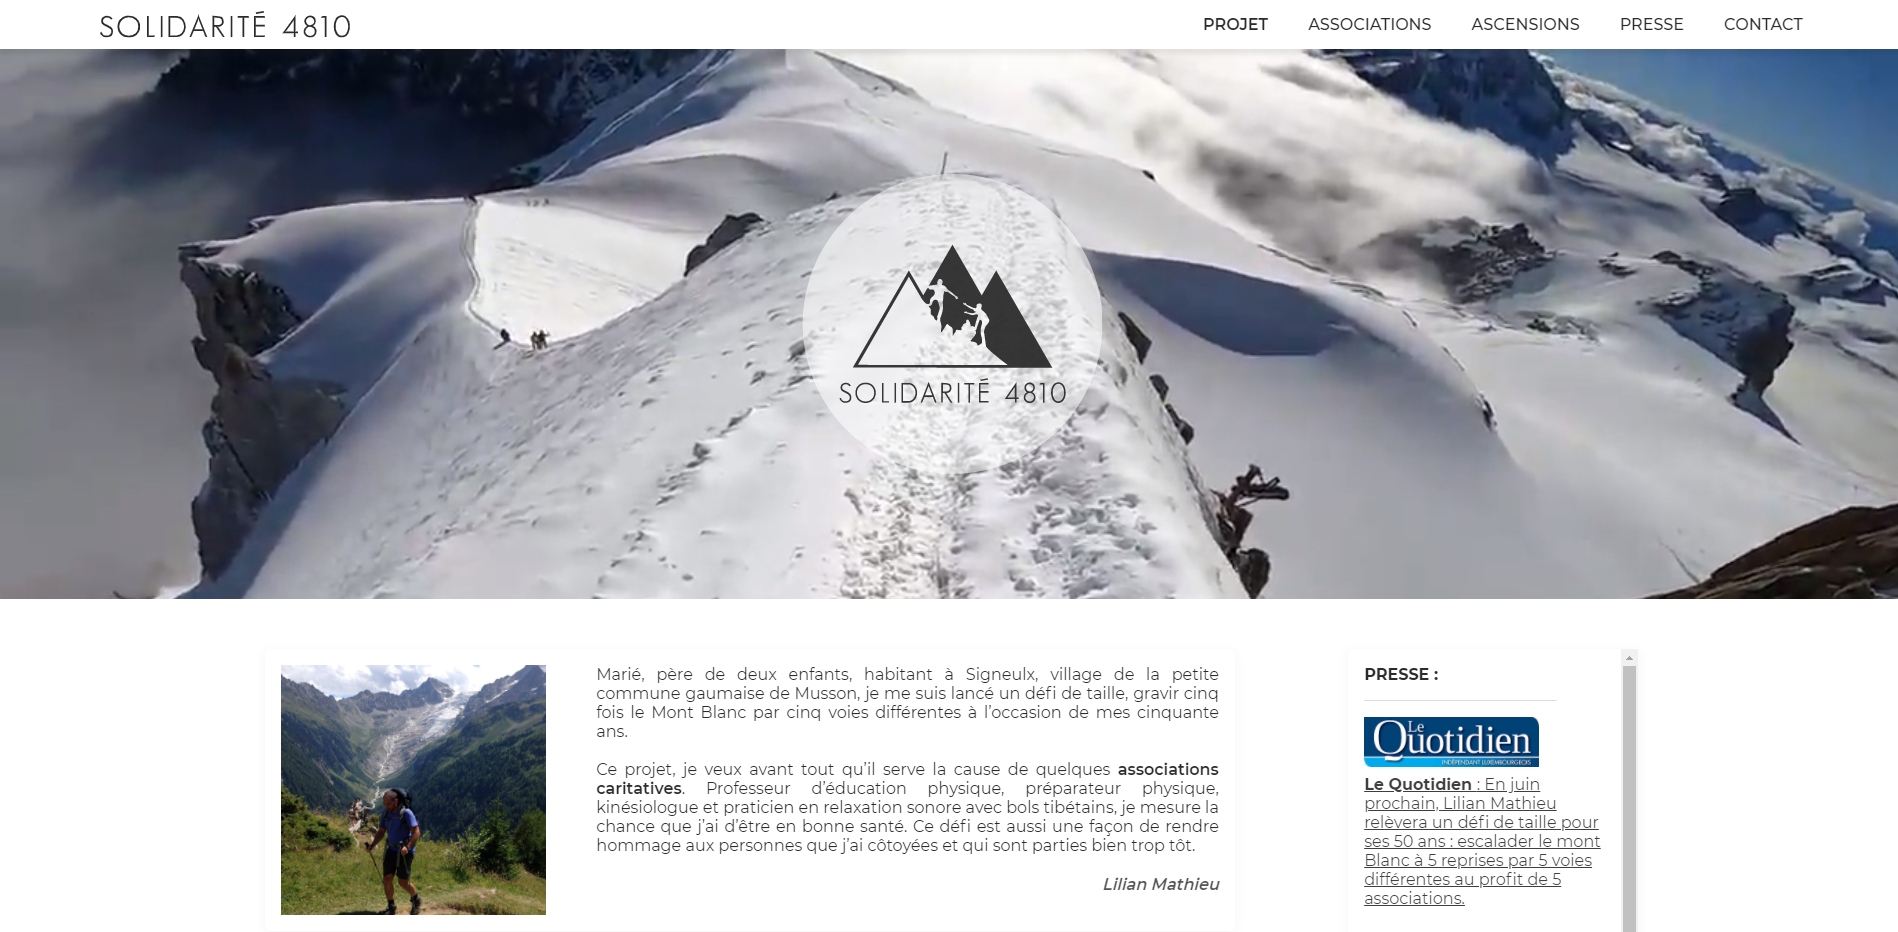 SOLIDARITÉ 4810
PROJET
ASSOCIATIONS
ASCENSIONS
PRESSE
CONTACT
SOLIDARITÉ 4810
Marié, père de deux enfants, habitant à Signeulx, village de la petite
commune gaumaise de Musson, je me suis lancé un défi de taille, gravir cinq
fois le Mont Blanc par cinq voies différentes à l’occasion de mes cinquante
ans.
Ce projet, je veux avant tout qu’il serve la cause de quelques associations
caritatives. Professeur d’éducation physique, préparateur physique,
kinésiologue et praticien en relaxation sonore avec bols tibétains, je mesure la
chance que j’ai d’être en bonne santé. Ce défi est aussi une façon de rendre
hommage aux personnes que j’ai côtoyées et qui sont parties bien trop tôt.
Lilian Mathieu
PRESSE :
Le Quotidien
INDÉPENDANT LUXEMBOURGEOIS
Le Quotidien : En juin
prochain, Lilian Mathieu
relèvera un défi de taille pour
ses 50 ans : escalader le mont
Blanc à 5 reprises par 5 voies
différentes au profit de 5
associations.